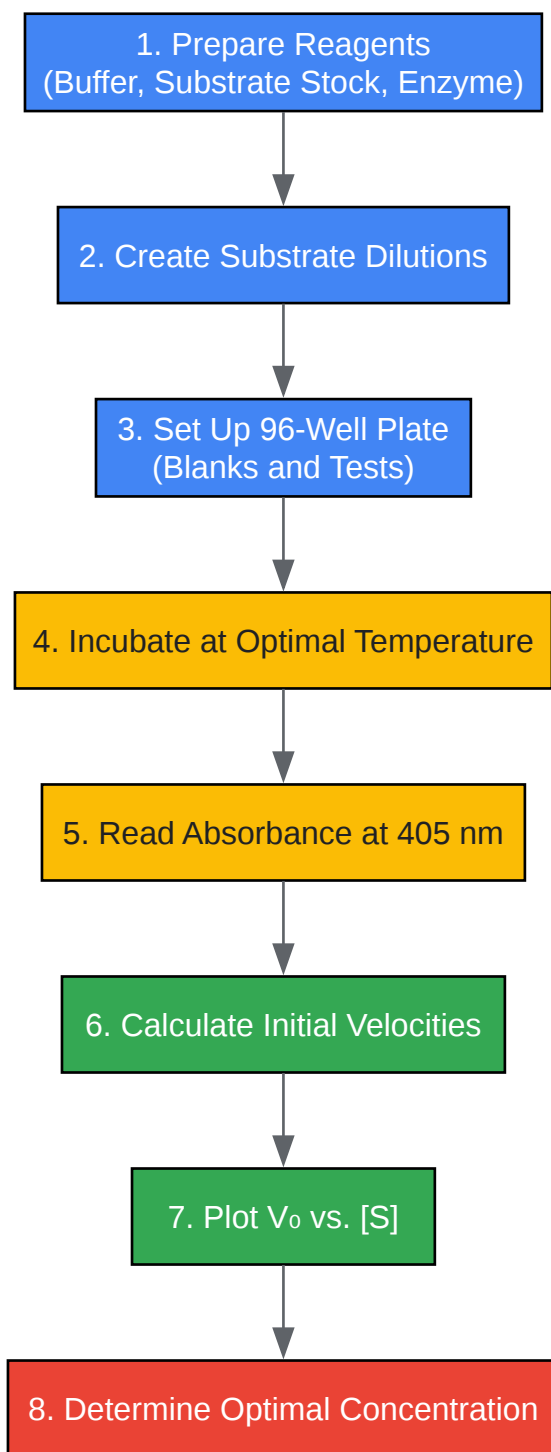 1. Prepare Reagents
(Buffer, Substrate Stock, Enzyme)
2. Create Substrate Dilutions
3. Set Up 96-Well Plate
(Blanks and Tests)
4. Incubate at Optimal Temperature
5. Read Absorbance at 405 nm
6. Calculate Initial Velocities
7. Plot V₀ vs. [S]
8. Determine Optimal Concentration